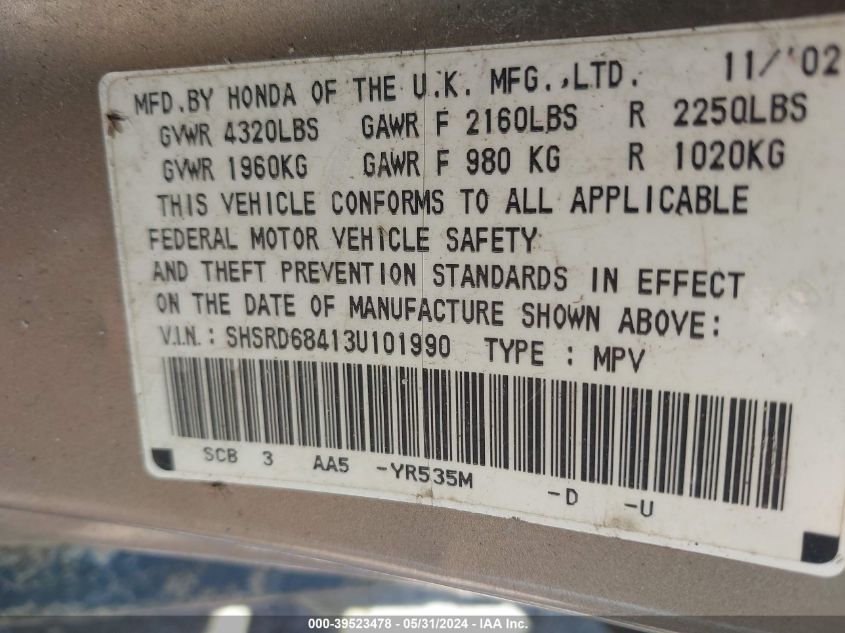 11/'02
MFD.BY HONDA OF THE U.K. MFG.,LTD.
GVWR 4320LBS GAWR F 2160LBS R 2250LBS
GVWR 1960KG GAWR F 980 KG R 1020KG
THIS VEHICLE CONFORMS TO ALL APPLICABLE
FEDERAL MOTOR VEHICLE SAFETY
AND THEFT PREVENTION STANDARDS IN EFFECT
ON THE DATE OF MANUFACTURE SHOWN ABOVE:
V.I.N.: SHSRD68413U101990 TYPE : MPV
SCB 3 AA5 -YR535M -D -U
000-39523478 - 05/31/2024 - IAA, Inc.